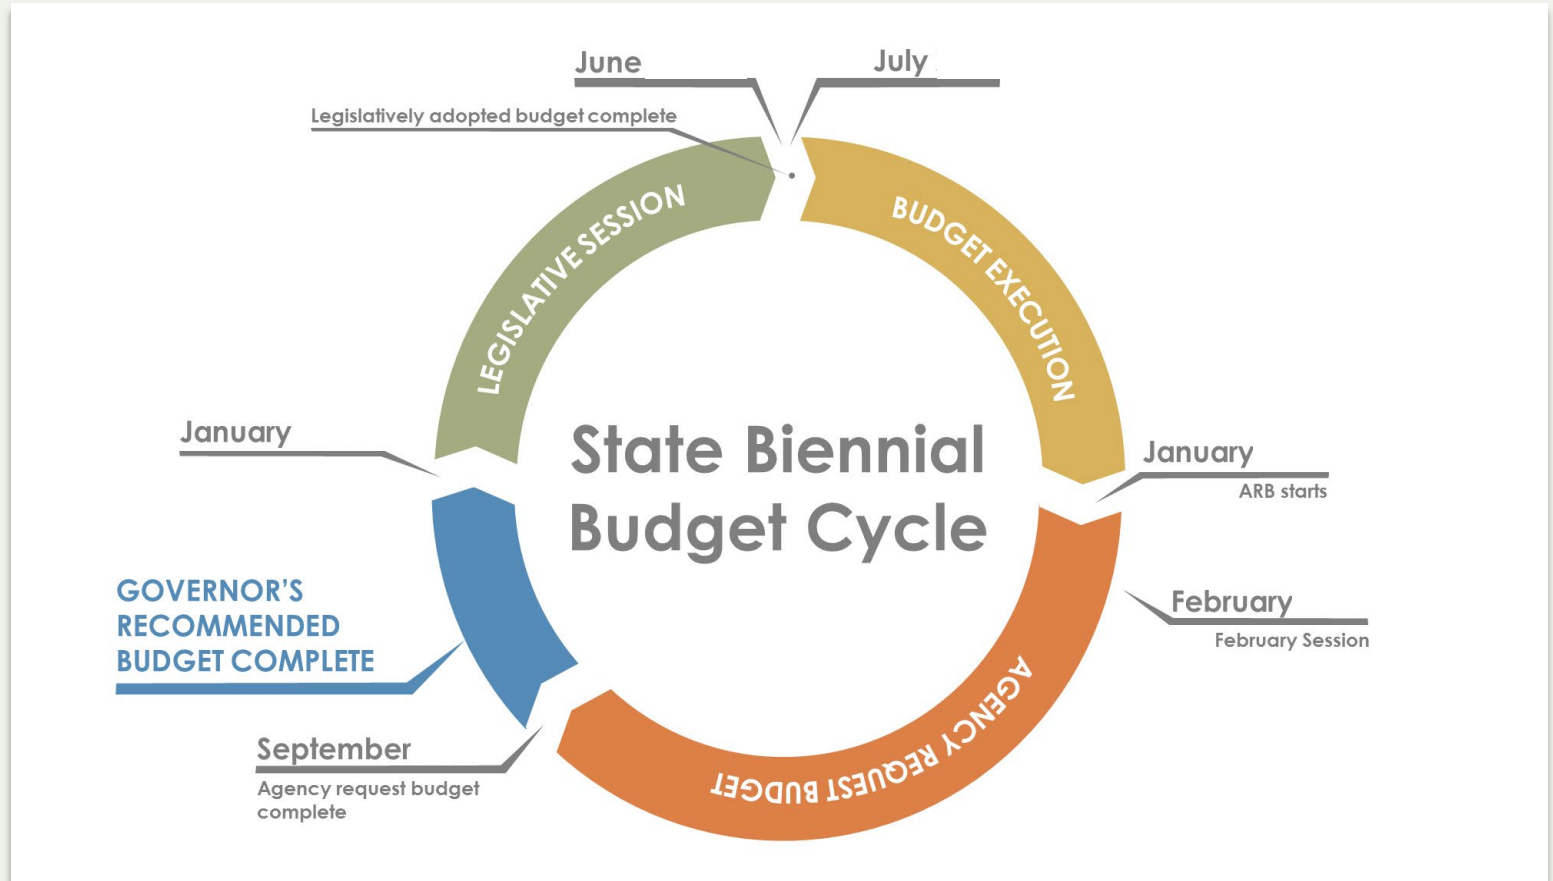 June
July
Legislatively adopted budget complete
LEGISLATIVE SESSION
BUDGET EXECUTION
January
State Biennial
Budget Cycle
January
ARB starts
GOVERNOR’S
RECOMMENDED
BUDGET COMPLETE
February
February Session
AGENCY REQUEST BUDGET
September
Agency request budget
complete